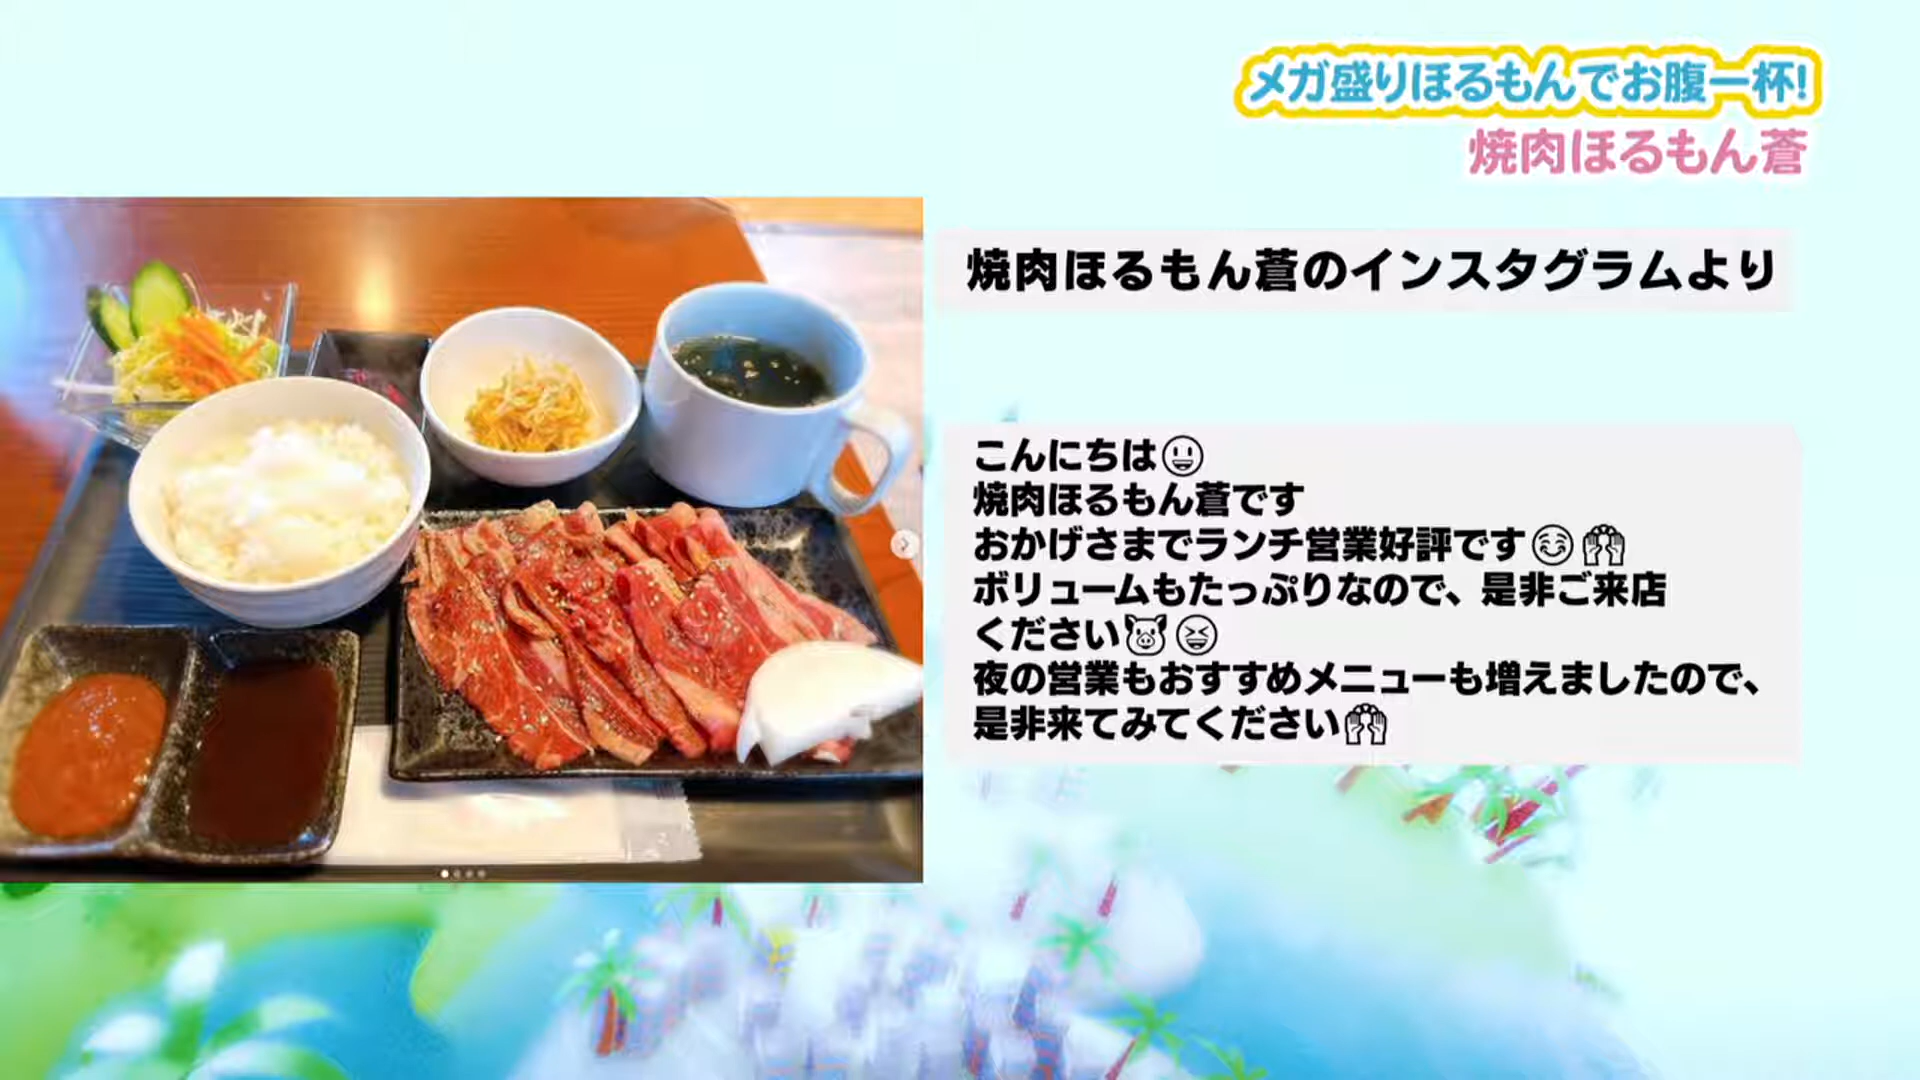 メガ盛りほるもんでお腹一杯!
焼肉ほるもん蒼
焼肉ほるもん蒼のインスタグラムより
こんにちは😃
焼肉ほるもん蒼です
おかげさまでランチ営業好評です😊🙌
ボリュームもたっぷりなので、是非ご来店
ください🐷😆
夜の営業もおすすめメニューも増えましたので、
是非来てみてください🙌